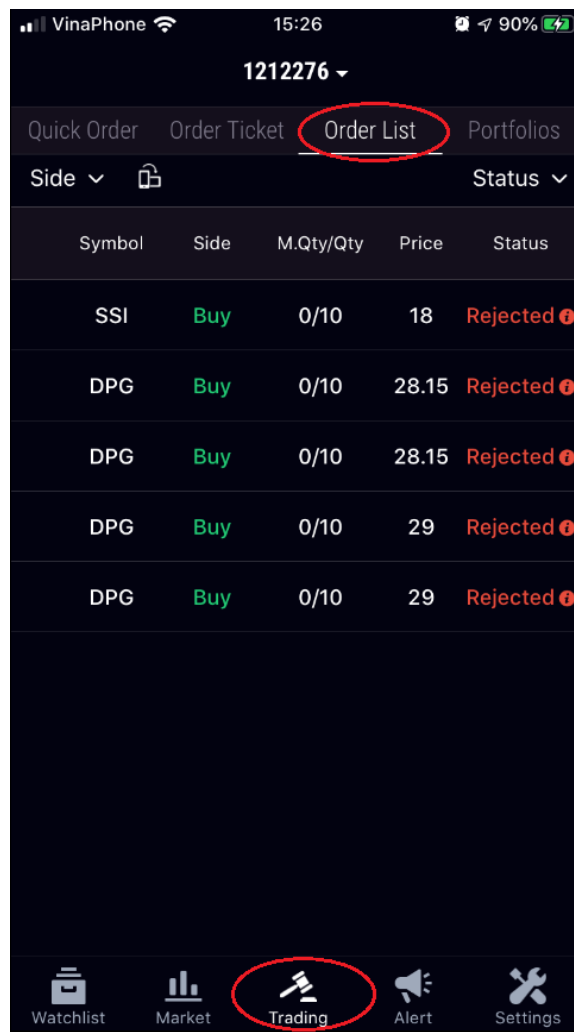 VinaPhone 15:26 90%
1212276
Quick Order Order Ticket Order List Portfolios
Side Status
Symbol Side M.Qty/Qty Price Status
SSI Buy 0/10 18 Rejected
DPG Buy 0/10 28.15 Rejected
DPG Buy 0/10 28.15 Rejected
DPG Buy 0/10 29 Rejected
DPG Buy 0/10 29 Rejected
Watchlist Market Trading Alert Settings